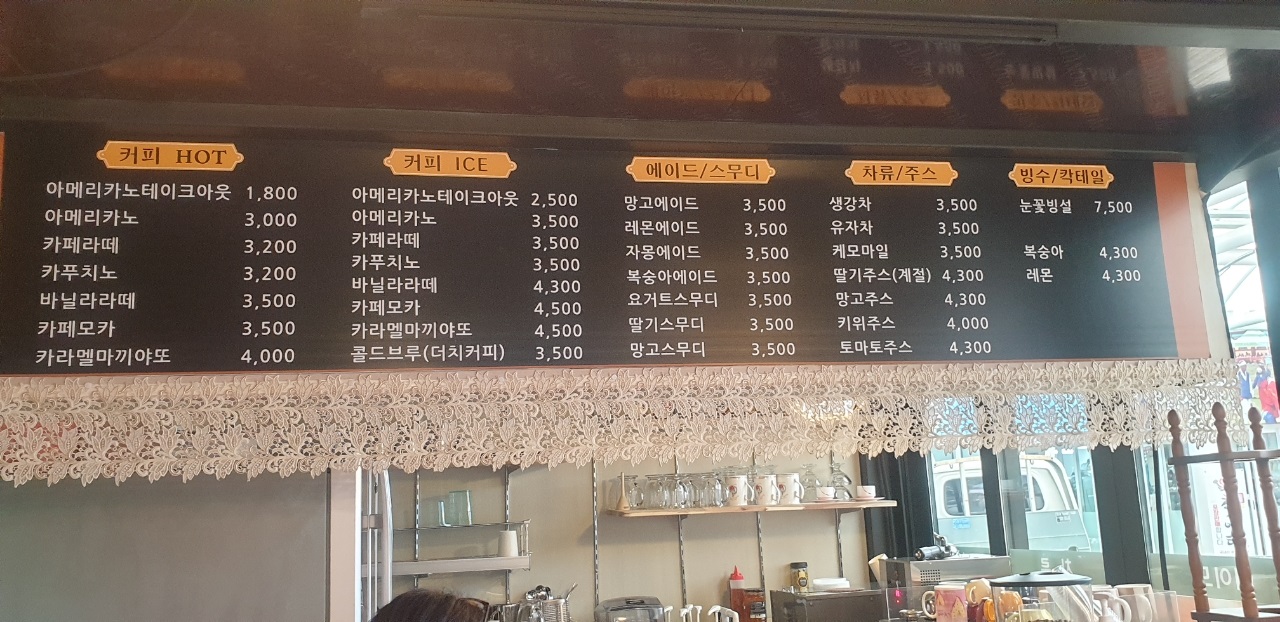 커피 HOT
아메리카노테이크아웃 1,800
아메리카노 3,000
카페라떼 3,200
카푸치노 3,200
바닐라라떼 3,500
카페모카 3,500
카라멜마끼야또 4,000
커피 ICE
아메리카노테이크아웃 2,500
아메리카노 3,500
카페라떼 3,500
카푸치노 3,500
바닐라라떼 4,300
카페모카 4,500
카라멜마끼야또 4,500
콜드브루(더치커피) 3,500
에이드/스무디
망고에이드 3,500
레몬에이드 3,500
자몽에이드 3,500
복숭아에이드 3,500
요거트스무디 3,500
딸기스무디 3,500
망고스무디 3,500
차류/주스
생강차 3,500
유자차 3,500
케모마일 3,500
딸기주스(계절) 4,300
망고주스 4,300
키위주스 4,000
토마토주스 4,300
빙수/칵테일
눈꽃빙설 7,500
복숭아 4,300
레몬 4,300